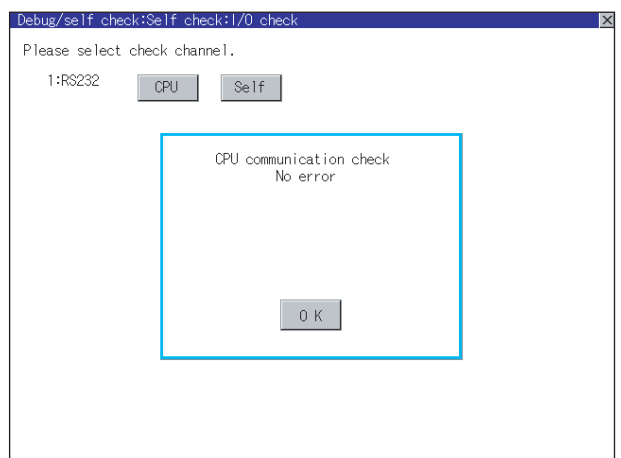 Debug/self check:Self check:I/O check
Please select check channel.
1:RS232 CPU Self
CPU communication check
No error
O K